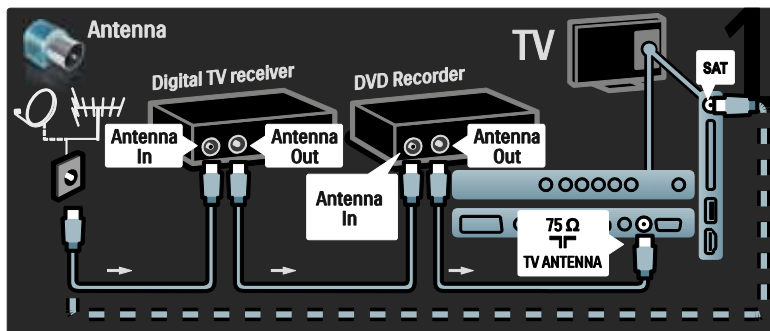 Antenna
TV
1
SAT
Digital TV receiver
DVD Recorder
Antenna
In
Antenna
Out
Antenna
In
Antenna
Out
75 Ω
TV ANTENNA